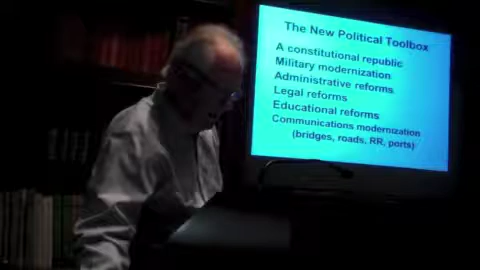 The New Political Toolbox
A constitutional republic
Military modernization
Administrative reforms
Legal reforms
Educational reforms
Communications modernization
(bridges, roads, RR, ports)